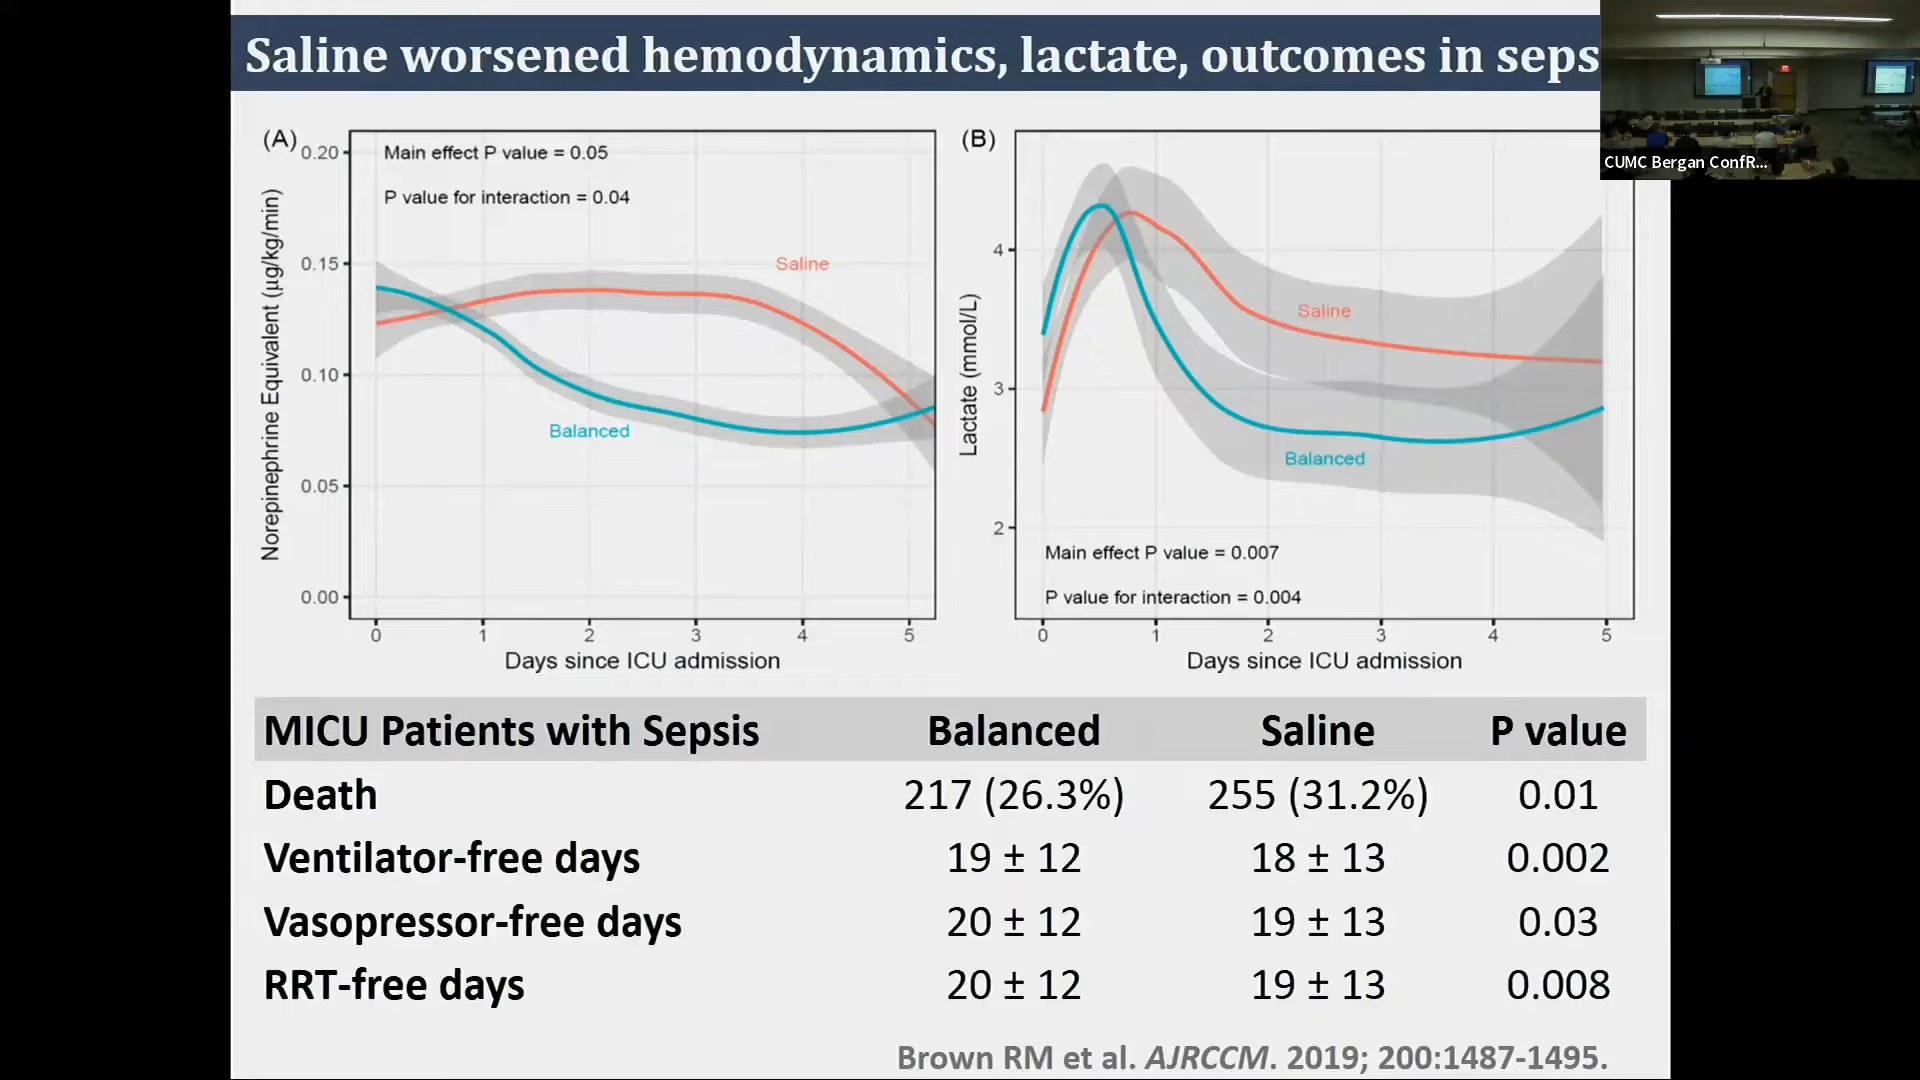 Saline worsened hemodynamics, lactate, outcomes in seps
CUMC Bergan ConfR...
(A)
Main effect P value = 0.05
P value for interaction = 0.04
Saline
Balanced
Norepinephrine Equivalent (µg/kg/min)
0.20
0.15
0.10
0.05
0.00
0 1 2 3 4 5
Days since ICU admission
(B)
Saline
Balanced
Main effect P value = 0.007
P value for interaction = 0.004
Lactate (mmol/L)
4
3
2
0 1 2 3 4 5
Days since ICU admission
MICU Patients with Sepsis Balanced Saline P value
Death 217 (26.3%) 255 (31.2%) 0.01
Ventilator-free days 19 ± 12 18 ± 13 0.002
Vasopressor-free days 20 ± 12 19 ± 13 0.03
RRT-free days 20 ± 12 19 ± 13 0.008
Brown RM et al. AJRCCM. 2019; 200:1487-1495.